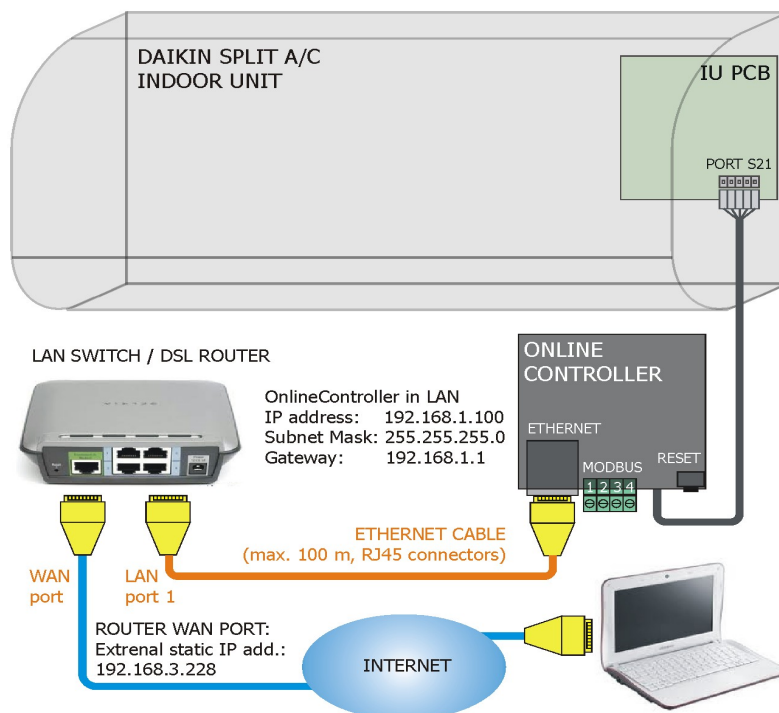 DAIKIN SPLIT A/C
INDOOR UNIT
IU PCB
PORT S21
LAN SWITCH / DSL ROUTER
OnlineController in LAN
IP address: 192.168.1.100
Subnet Mask: 255.255.255.0
Gateway: 192.168.1.1
ONLINE
CONTROLLER
ETHERNET
MODBUS
RESET
1 2 3 4
ETHERNET CABLE
(max. 100 m, RJ45 connectors)
WAN
port
LAN
port 1
ROUTER WAN PORT:
Extrenal static IP add.:
192.168.3.228
INTERNET